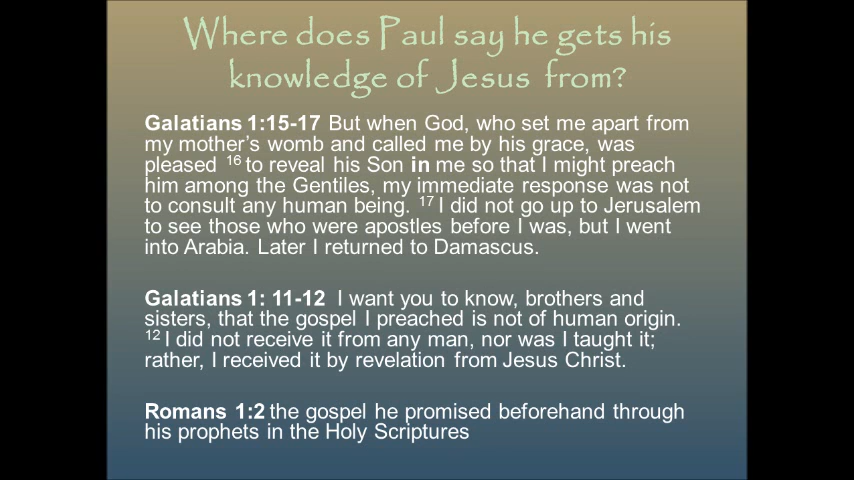 Where does Paul say he gets his
knowledge of Jesus from?
Galatians 1:15-17 But when God, who set me apart from
my mother’s womb and called me by his grace, was
pleased 16 to reveal his Son in me so that I might preach
him among the Gentiles, my immediate response was not
to consult any human being. 17 I did not go up to Jerusalem
to see those who were apostles before I was, but I went
into Arabia. Later I returned to Damascus.
Galatians 1: 11-12 I want you to know, brothers and
sisters, that the gospel I preached is not of human origin.
12 I did not receive it from any man, nor was I taught it;
rather, I received it by revelation from Jesus Christ.
Romans 1:2 the gospel he promised beforehand through
his prophets in the Holy Scriptures